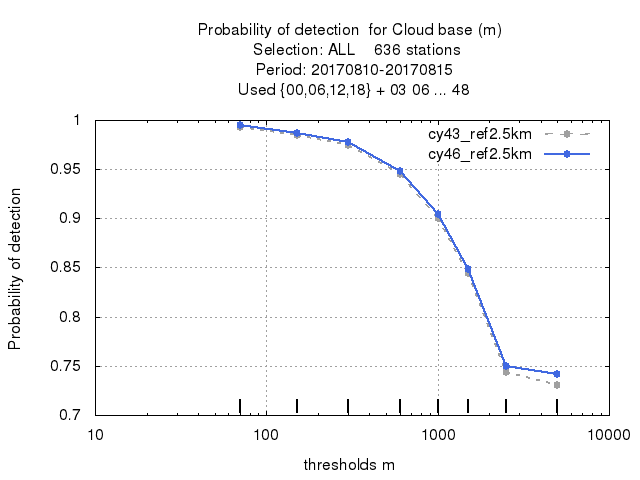 Probability of detection  for Cloud base (m)
Selection: ALL    636 stations
Period: 20170810-20170815
Used {00,06,12,18} + 03 06 ... 48
cy43_ref2.5km
cy46_ref2.5km
Probability of detection
1
0.95
0.9
0.85
0.8
0.75
0.7
10 100 1000 10000
thresholds m